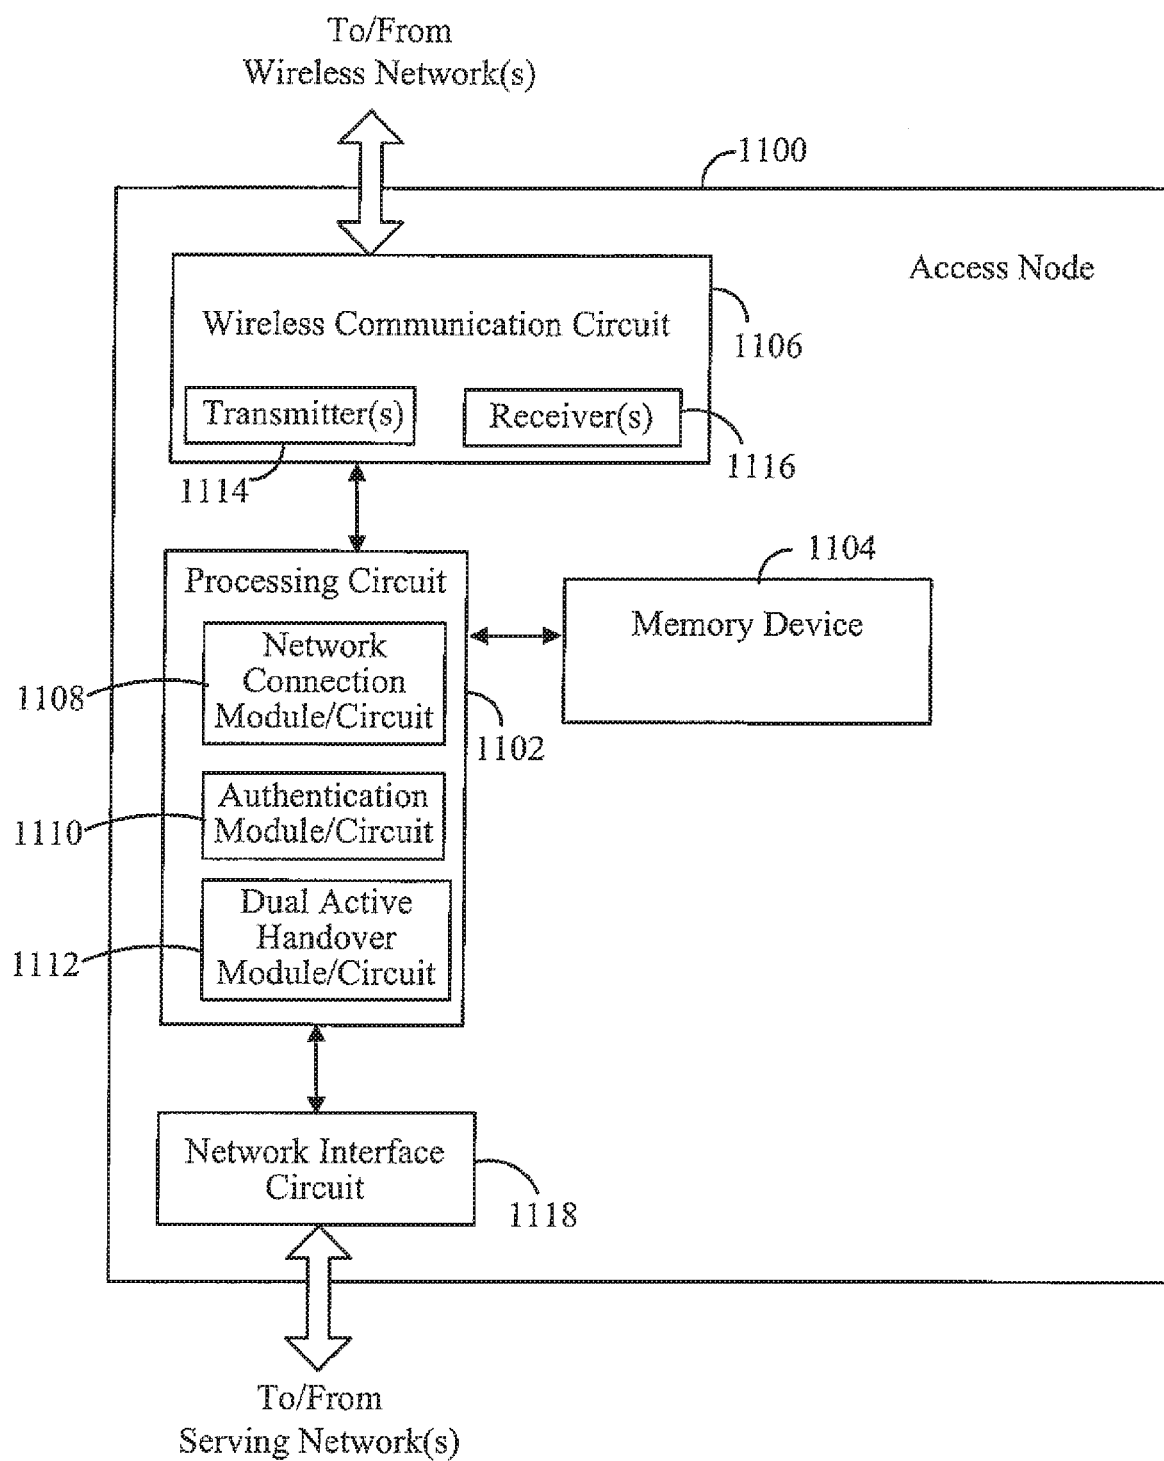 To/From
Wireless Network(s)
1100
Access Node
Wireless Communication Circuit
1106
Transmitter(s)
Receiver(s)
1114
1116
1104
Processing Circuit
Memory Device
Network
Connection
Module/Circuit
1108
1102
Authentication
Module/Circuit
1110
Dual Active
Handover
Module/Circuit
1112
Network Interface
Circuit
1118
To/From
Serving Network(s)